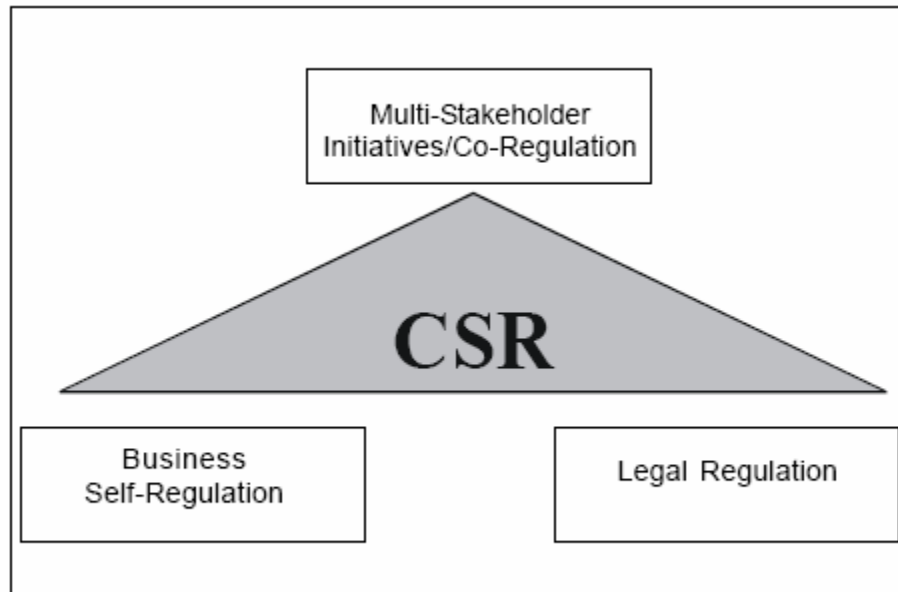 Multi-Stakeholder
Initiatives/Co-Regulation
CSR
Business
Self-Regulation
Legal Regulation